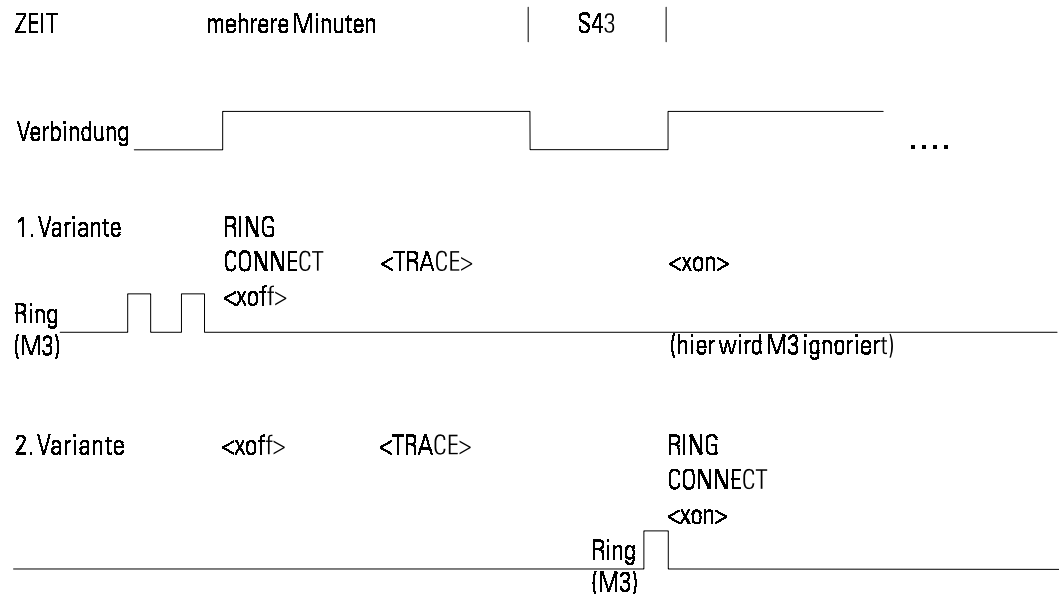 ZEIT mehrere Minuten S43
Verbindung ....
1. Variante RING
CONNECT <TRACE> <xon>
<xoff>
Ring
(M3) (hier wird M3 ignoriert)
2. Variante <xoff> <TRACE> RING
CONNECT
<xon>
Ring
(M3)